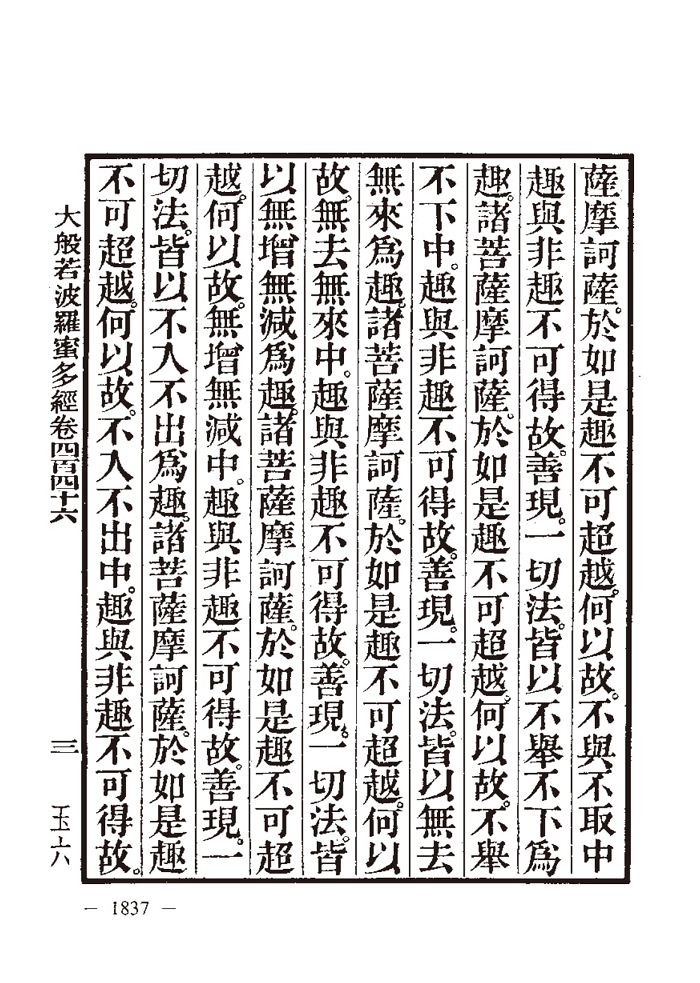 薩摩訶薩。於如是趣不可超越。何以故。不與不取中
趣與非趣不可得故。善現。一切法。皆以不舉不下為
趣。諸菩薩摩訶薩。於如是趣不可超越。何以故。不舉
不下中。趣與非趣不可得故。善現。一切法。皆以無去
無來為趣。諸菩薩摩訶薩。於如是趣不可超越。何以
故。無去無來中。趣與非趣不可得故。善現。一切法。皆
以無增無減為趣。諸菩薩摩訶薩。於如是趣不可超
越。何以故。無增無減中。趣與非趣不可得故。善現。一
切法。皆以不入不出為趣。諸菩薩摩訶薩。於如是趣
不可超越。何以故。不入不出中。趣與非趣不可得故。
大般若波羅蜜多經卷四百四十六 三 玉六
— 1837 —